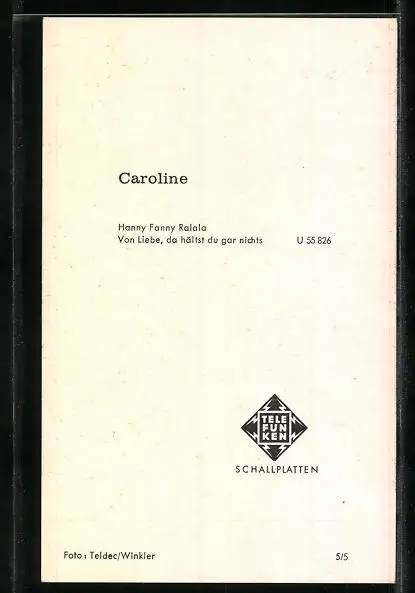 Caroline
Hanny Fanny Ralala
Von Liebe, da hältst du gar nichts U 55 826
TELE
FUN
KEN
SCHALLPLATTEN
Foto: Teldec/Winkler 5/5